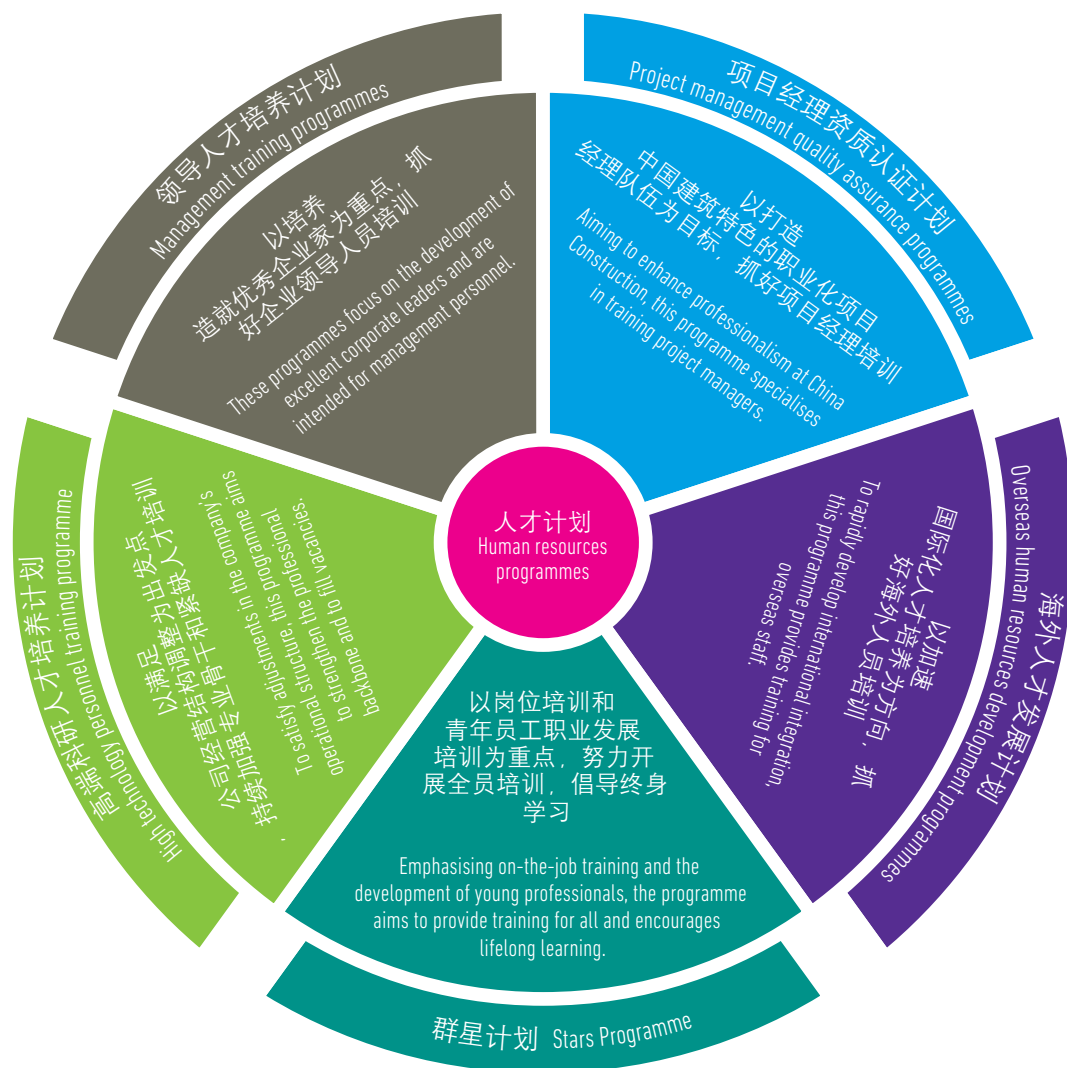 人才计划
Human resources
programmes
领导人才培养计划
Management training programmes
以培养
造就优秀企业家为重点，抓
好企业领导人员培训
These programmes focus on the development of
excellent corporate leaders and are
intended for management personnel.
项目经理资质认证计划
Project management quality assurance programmes
以打造
中国建筑特色的职业化项目
经理队伍为目标，抓好项目经理培训
Aiming to enhance professionalism at China
Construction, this programme specialises
in training project managers.
海外人才发展计划
Overseas human resources development programmes
以加速
国际化人才培养为方向，抓
好海外人员培训
To rapidly develop international integration,
this programme provides training for
overseas staff.
群星计划 Stars Programme
以岗位培训和
青年员工职业发展
培训为重点，努力开
展全员培训，倡导终身
学习
Emphasising on-the-job training and the
development of young professionals, the programme
aims to provide training for all and encourages
lifelong learning.
高端科研人才培养计划
High technology personnel training programme
以满足
公司经营结构调整为出发点
，持续加强专业骨干和紧缺人才培训
To satisfy adjustments in the company's
operational structure, this programme aims
to strengthen the professional
backbone and to fill vacancies.